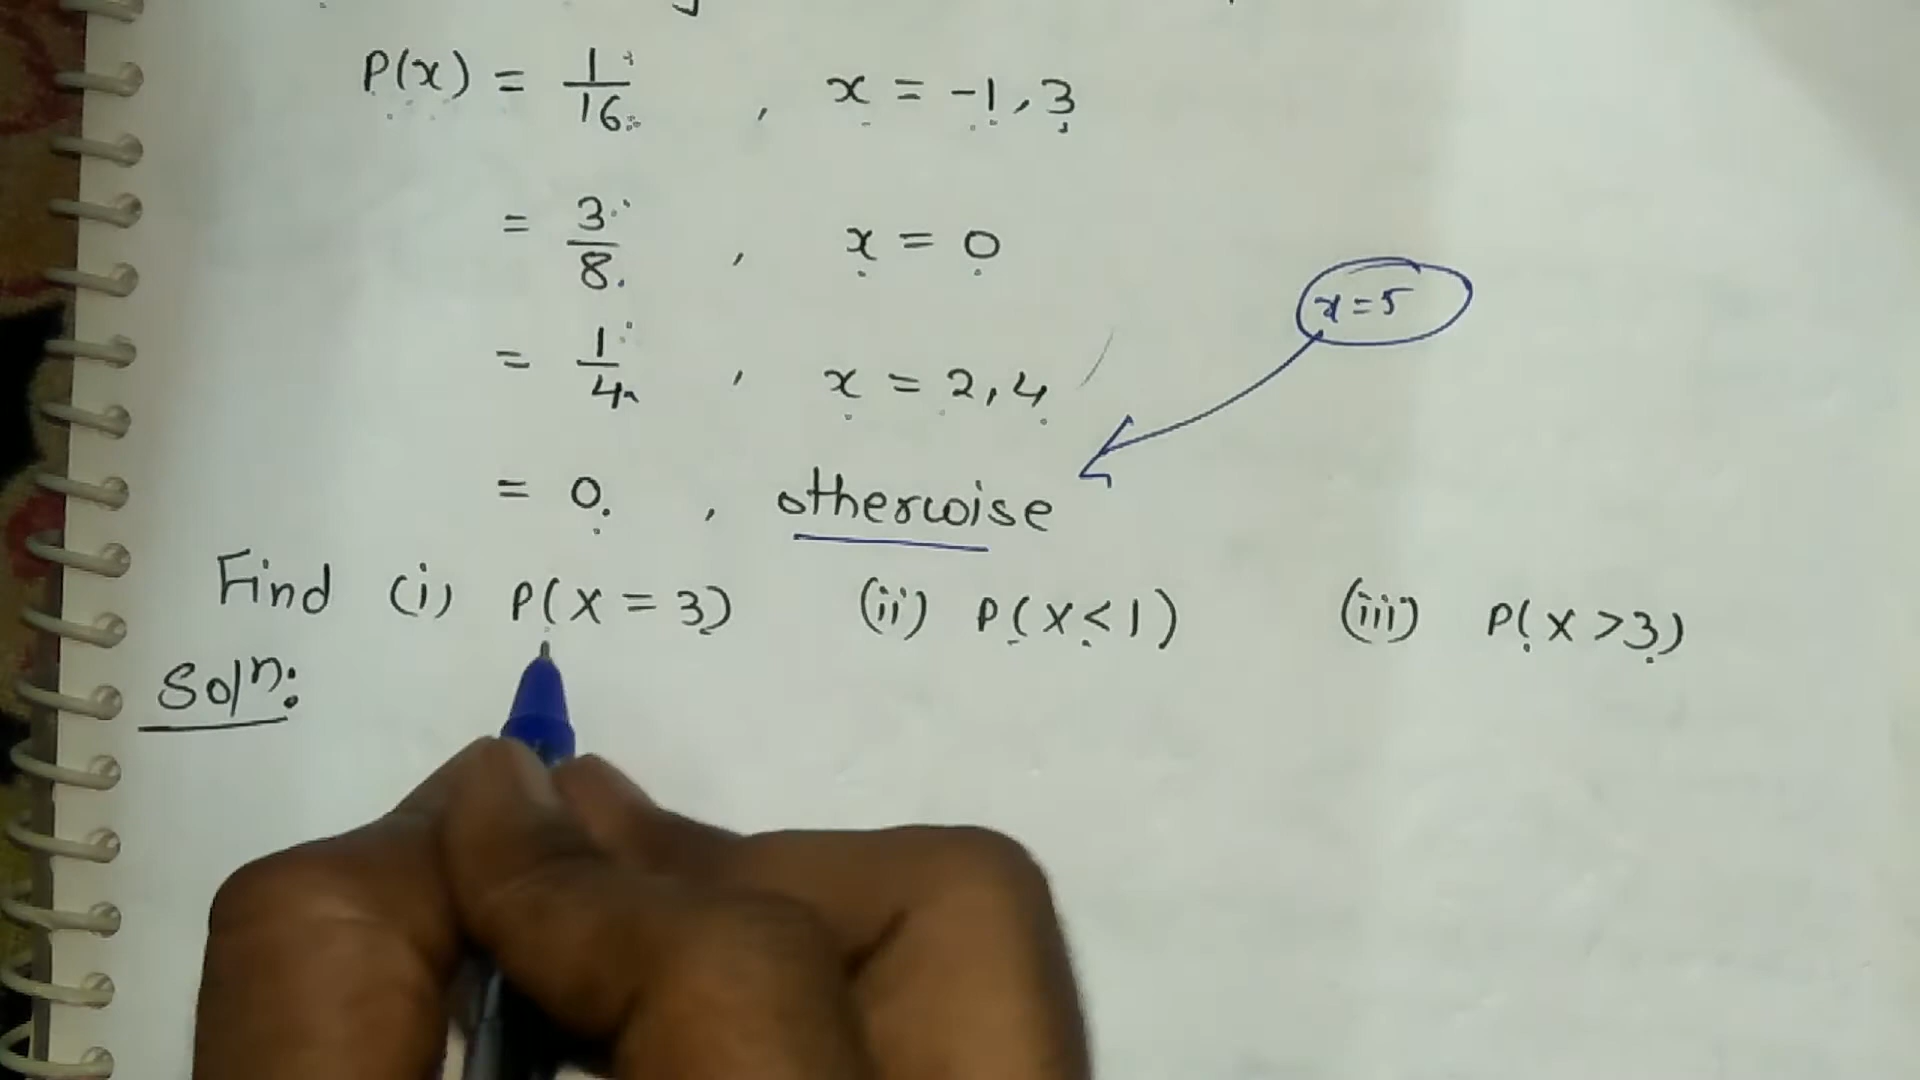 P(x) = 1/16 , x = -1, 3
= 3/8 , x = 0
x = 5
= 1/4 , x = 2, 4
= 0. , otherwise
Find (i) P(X = 3) (ii) P(X < 1) (iii) P(X > 3)
Solⁿ: